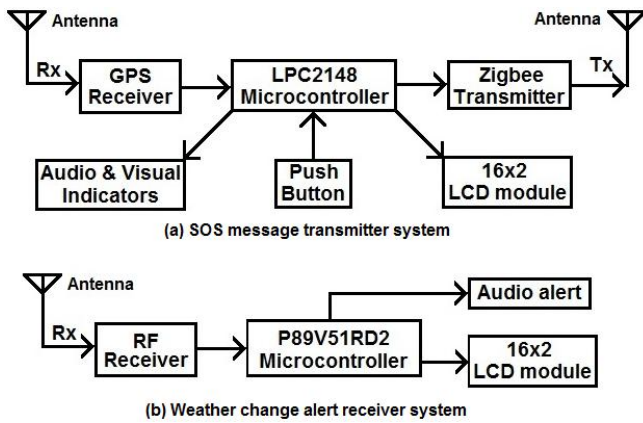 Antenna
Antenna
Rx
GPS
Receiver
LPC2148
Microcontroller
Zigbee
Transmitter
Tx
Audio & Visual
Indicators
Push
Button
16x2
LCD module
(a) SOS message transmitter system
Antenna
Rx
RF
Receiver
P89V51RD2
Microcontroller
Audio alert
16x2
LCD module
(b) Weather change alert receiver system